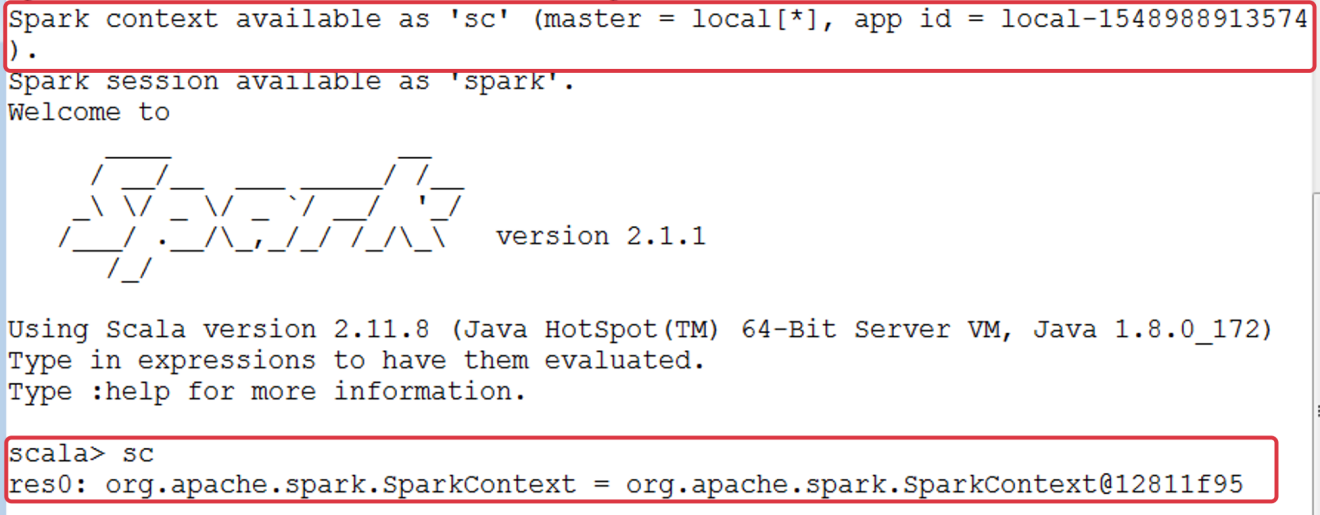 Spark context available as 'sc' (master = local[*], app id = local-1548988913574
).
Spark session available as 'spark'.
Welcome to
      ____              __
     / __/__  ___ _____/ /__
    _\ \/ _ \/ _ `/ __/  '_/
   /___/ .__/\_,_/_/ /_/\_\   version 2.1.1
      /_/
Using Scala version 2.11.8 (Java HotSpot(TM) 64-Bit Server VM, Java 1.8.0_172)
Type in expressions to have them evaluated.
Type :help for more information.
scala> sc
res0: org.apache.spark.SparkContext = org.apache.spark.SparkContext@12811f95